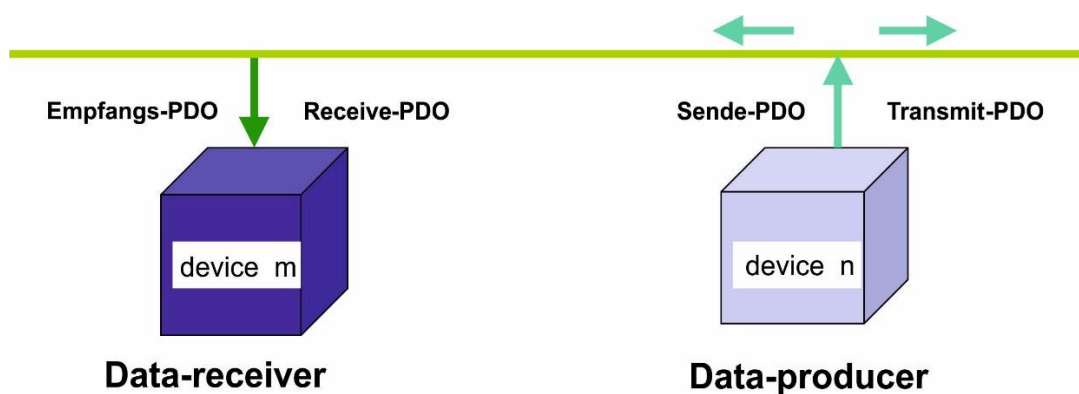 Empfangs-PDO Receive-PDO
Sende-PDO Transmit-PDO
device m
device n
Data-receiver
Data-producer